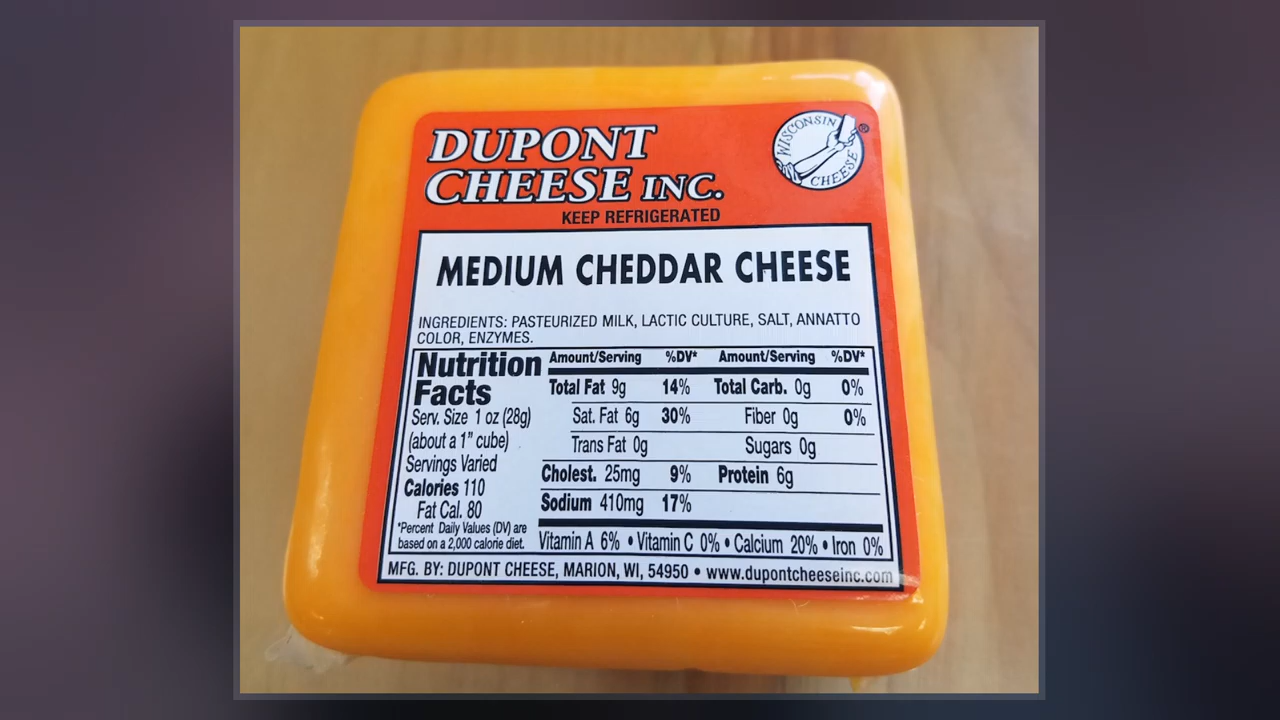 DUPONT
CHEESE INC.
WISCONSIN
CHEESE
®
KEEP REFRIGERATED
MEDIUM CHEDDAR CHEESE
INGREDIENTS: PASTEURIZED MILK, LACTIC CULTURE, SALT, ANNATTO
COLOR, ENZYMES.
Nutrition
Facts
Serv. Size 1 oz (28g)
(about a 1" cube)
Servings Varied
Calories 110
Fat Cal. 80
*Percent Daily Values (DV) are
based on a 2,000 calorie diet.
Amount/Serving %DV* Amount/Serving %DV*
Total Fat 9g 14% Total Carb. 0g 0%
Sat. Fat 6g 30% Fiber 0g 0%
Trans Fat 0g Sugars 0g
Cholest. 25mg 9% Protein 6g
Sodium 410mg 17%
Vitamin A 6% • Vitamin C 0% • Calcium 20% • Iron 0%
MFG. BY: DUPONT CHEESE, MARION, WI, 54950 • www.dupontcheeseinc.com